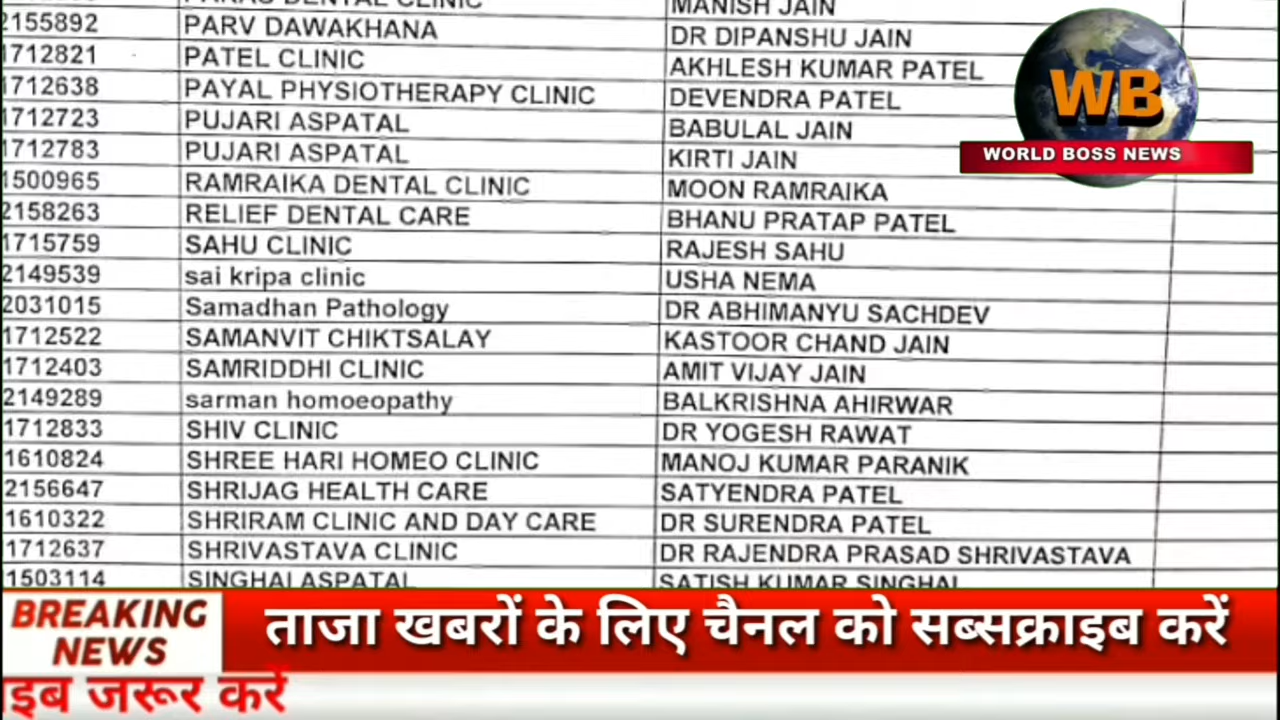 PARAS DENTAL CLINIC MANISH JAIN
2155892 PARV DAWAKHANA DR DIPANSHU JAIN
1712821 PATEL CLINIC AKHLESH KUMAR PATEL
1712638 PAYAL PHYSIOTHERAPY CLINIC DEVENDRA PATEL
1712723 PUJARI ASPATAL BABULAL JAIN
1712783 PUJARI ASPATAL KIRTI JAIN
1500965 RAMRAIKA DENTAL CLINIC MOON RAMRAIKA
2158263 RELIEF DENTAL CARE BHANU PRATAP PATEL
1715759 SAHU CLINIC RAJESH SAHU
2149539 sai kripa clinic USHA NEMA
2031015 Samadhan Pathology DR ABHIMANYU SACHDEV
1712522 SAMANVIT CHIKTSALAY KASTOOR CHAND JAIN
1712403 SAMRIDDHI CLINIC AMIT VIJAY JAIN
2149289 sarman homoeopathy BALKRISHNA AHIRWAR
1712833 SHIV CLINIC DR YOGESH RAWAT
1610824 SHREE HARI HOMEO CLINIC MANOJ KUMAR PARANIK
2156647 SHRIJAG HEALTH CARE SATYENDRA PATEL
1610322 SHRIRAM CLINIC AND DAY CARE DR SURENDRA PATEL
1712637 SHRIVASTAVA CLINIC DR RAJENDRA PRASAD SHRIVASTAVA
1503114 SINGHAI ASPATAL SATISH KUMAR SINGHAI
WB
WORLD BOSS NEWS
BREAKING NEWS
ताजा खबरों के लिए चैनल को सब्सक्राइब करें
इब जरूर करें